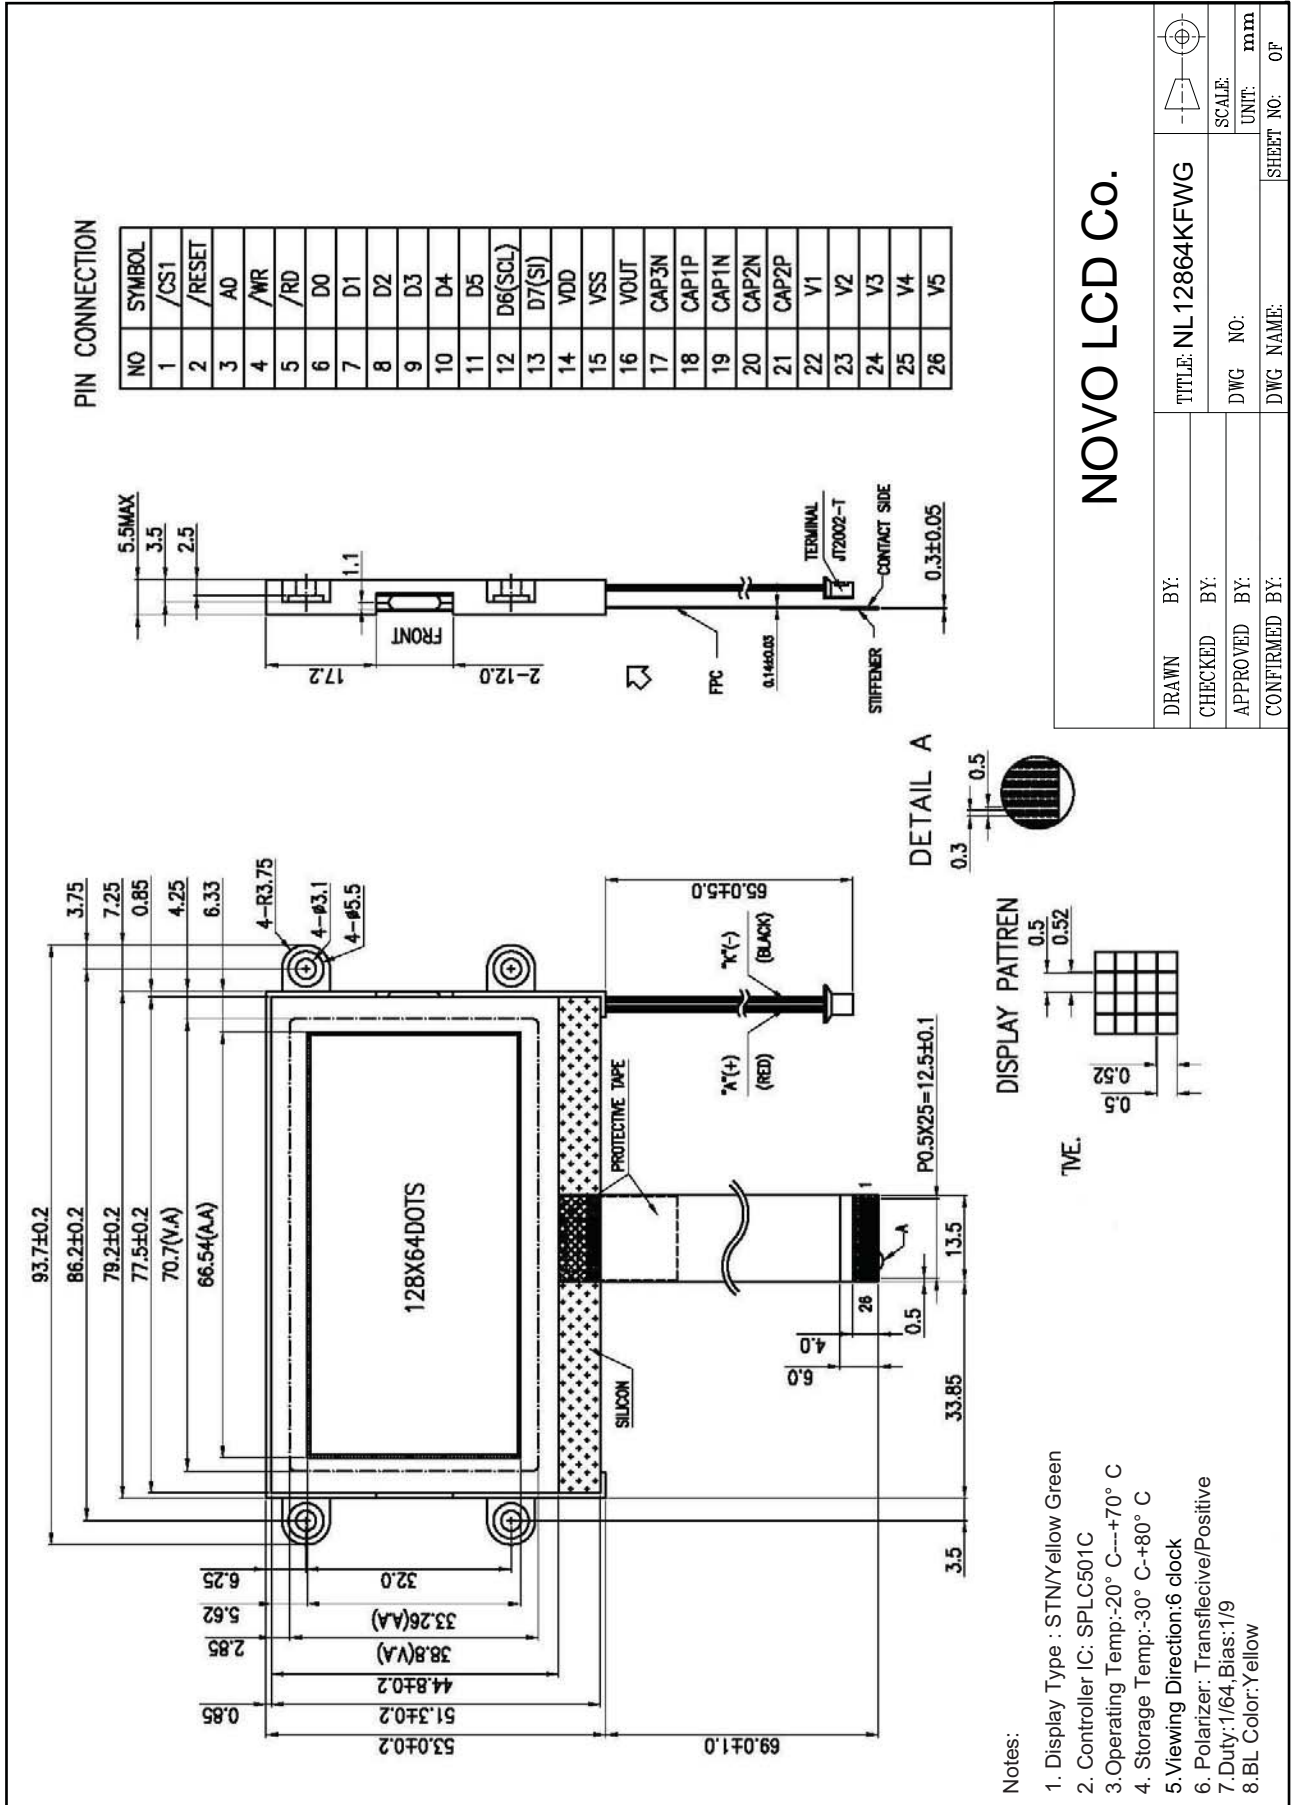 93.7±0.2
86.2±0.2
79.2±0.2
77.5±0.2
70.7(V.A)
66.54(A.A)
3.75
7.25
0.85
4.25
6.33
4-R3.75
4-ø3.1
4-ø5.5
128X64DOTS
6.25
5.62
2.85
0.85
32.0
33.26(A.A)
38.8(V.A)
44.8±0.2
51.3±0.2
53.0±0.2
69.0±1.0
SILICON
PROTECTIVE TAPE
"A"(+)
(RED)
"K"(-)
(BLACK)
65.0±5.0
P0.5X25=12.5±0.1
26
1
A
6.0
4.0
0.5
13.5
33.85
3.5
5.5MAX
3.5
2.5
1.1
17.2
FRONT
2-12.0
FPC
0.14±0.03
TERMINAL
JT2002-T
CONTACT SIDE
STIFFENER
0.3±0.05
PIN CONNECTION
NO SYMBOL
1 /CS1
2 /RESET
3 A0
4 /WR
5 /RD
6 D0
7 D1
8 D2
9 D3
10 D4
11 D5
12 D6(SCL)
13 D7(SI)
14 VDD
15 VSS
16 VOUT
17 CAP3N
18 CAP1P
19 CAP1N
20 CAP2N
21 CAP2P
22 V1
23 V2
24 V3
25 V4
26 V5
DETAIL A
0.3
0.5
DISPLAY PATTREN
0.5
0.52
0.52
0.5
TVE.
Notes:
1. Display Type : STN/Yellow Green
2. Controller IC: SPLC501C
3.Operating Temp:-20° C---+70° C
4. Storage Temp:-30° C-+80° C
5.Viewing Direction:6 clock
6. Polarizer: Transflecive/Positive
7.Duty:1/64,Bias:1/9
8.BL Color:Yellow
NOVO LCD Co.
DRAWN BY:
TITLE: NL12864KFWG
CHECKED BY:
SCALE:
APPROVED BY:
DWG NO:
UNIT: mm
CONFIRMED BY:
DWG NAME:
SHEET NO: OF